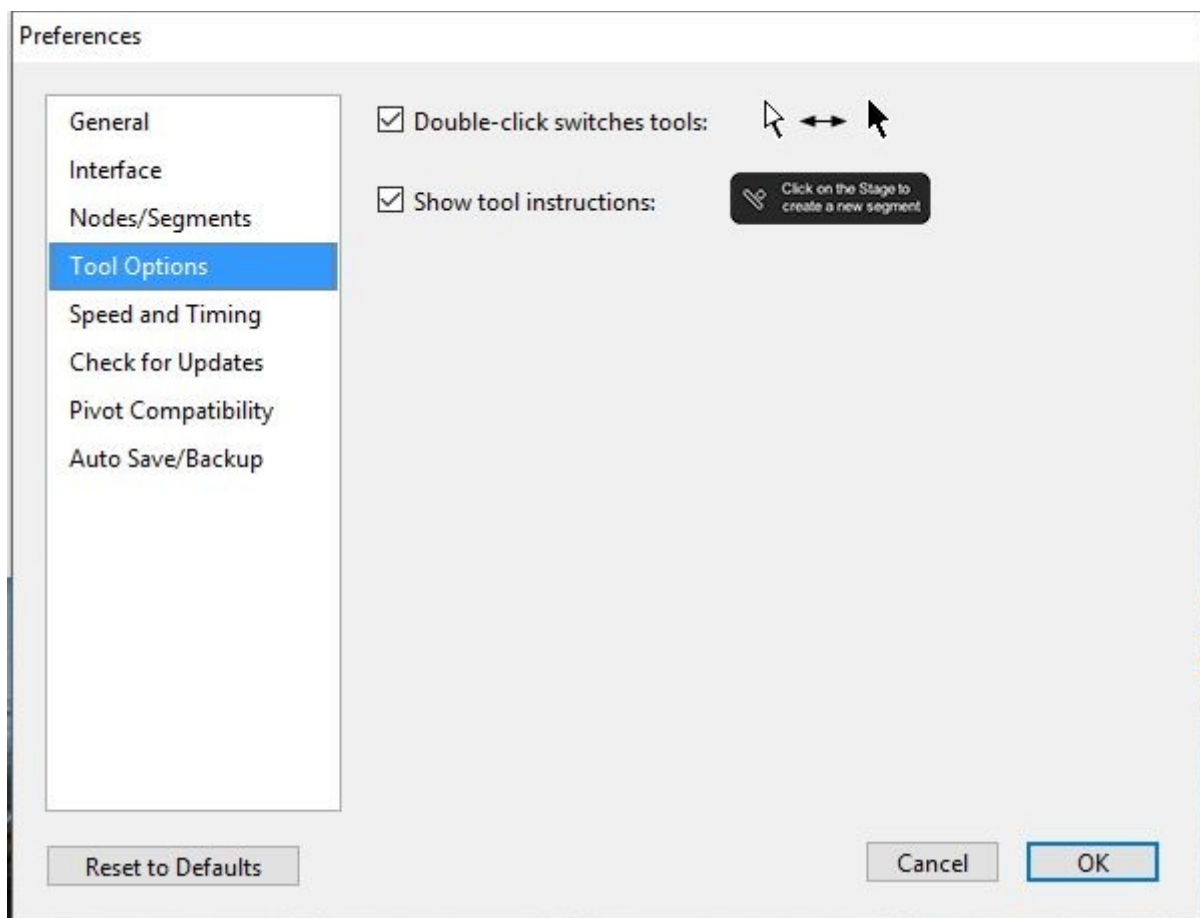 Preferences
General
Interface
Nodes/Segments
Tool Options
Speed and Timing
Check for Updates
Pivot Compatibility
Auto Save/Backup
Double-click switches tools:
Show tool instructions:
Click on the Stage to
create a new segment
Reset to Defaults
Cancel
OK